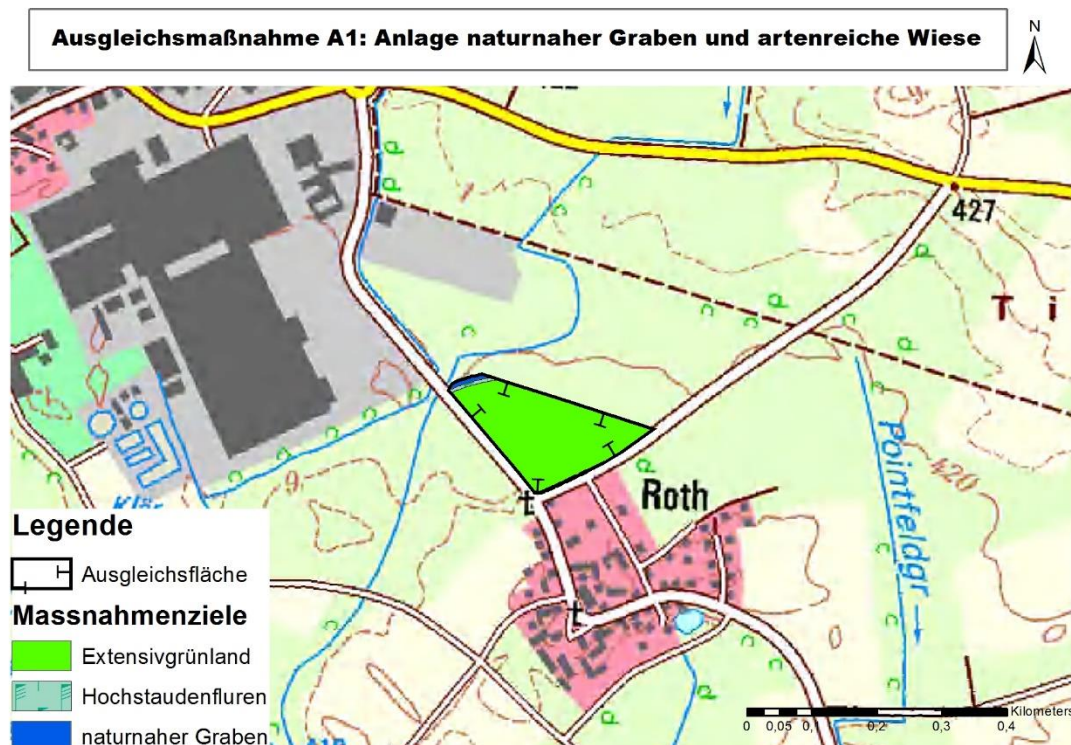 Ausgleichsmaßnahme A1: Anlage naturnaher Graben und artenreiche Wiese
N
427
T i
Pointfeldgr
420
Roth
Legende
Ausgleichsfläche
Massnahmenziele
Extensivgrünland
Hochstaudenfluren
naturnaher Graben
Kilometers
0 0,05 0,1 0,2 0,3 0,4